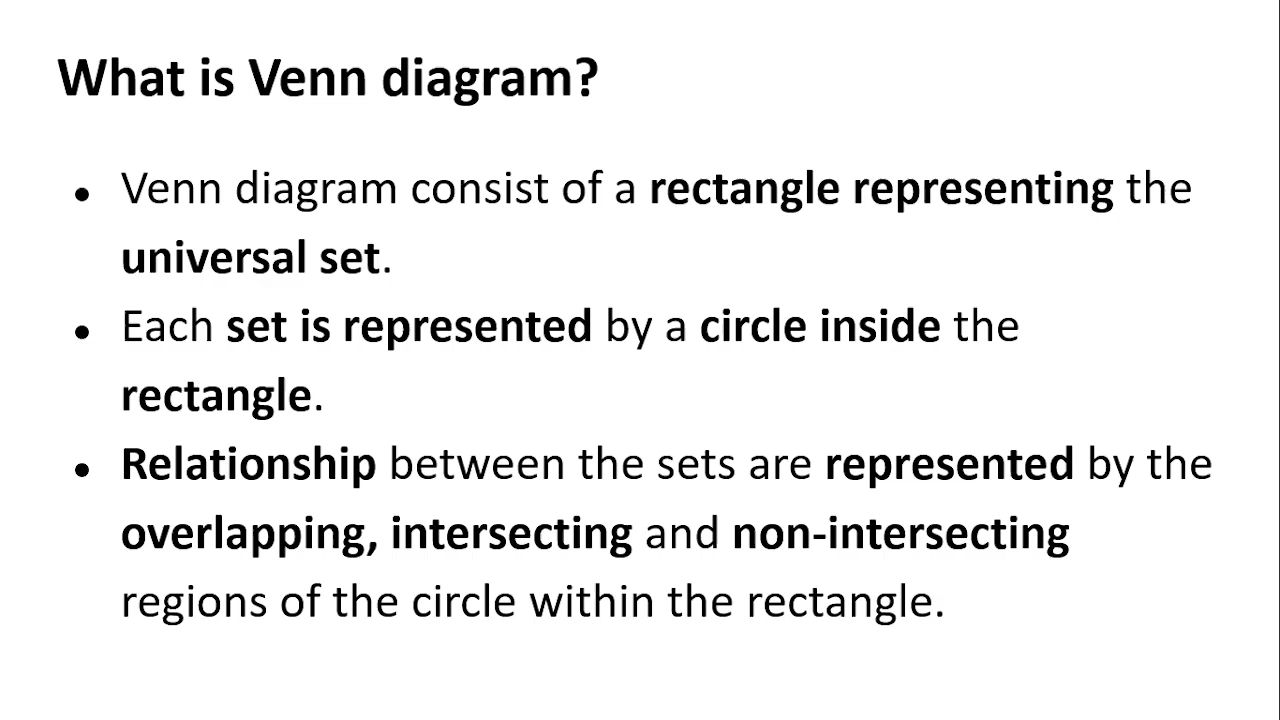 What is Venn diagram?
● Venn diagram consist of a rectangle representing the
universal set.
● Each set is represented by a circle inside the
rectangle.
● Relationship between the sets are represented by the
overlapping, intersecting and non-intersecting
regions of the circle within the rectangle.